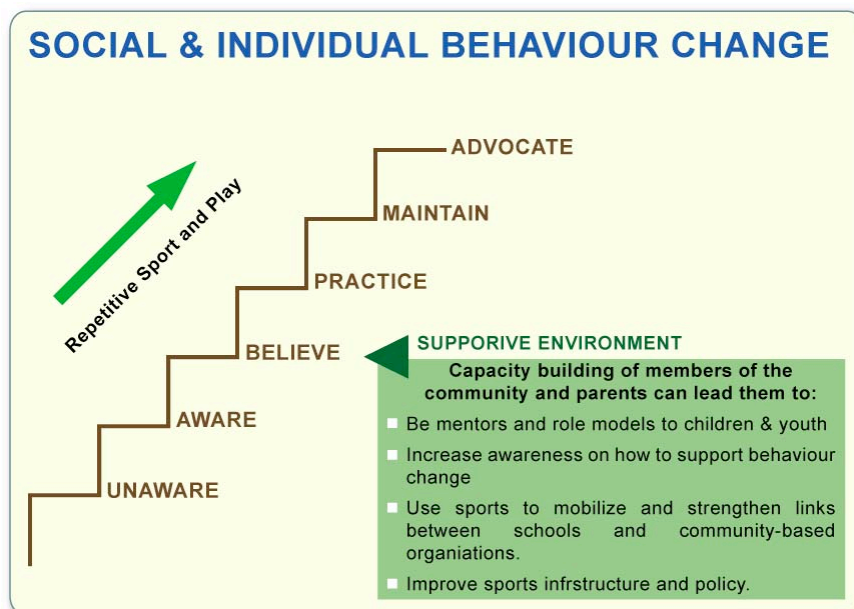 SOCIAL & INDIVIDUAL BEHAVIOUR CHANGE
ADVOCATE
MAINTAIN
PRACTICE
BELIEVE
AWARE
UNAWARE
Repetitive Sport and Play
SUPPORIVE ENVIRONMENT
Capacity building of members of the
community and parents can lead them to:
Be mentors and role models to children & youth
Increase awareness on how to support behaviour
change
Use sports to mobilize and strengthen links
between schools and community-based
organiations.
Improve sports infrstructure and policy.